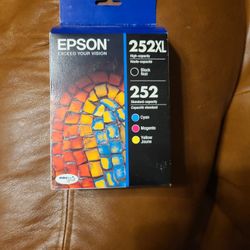 EPSON
EXCEED YOUR VISION
252XL
High-capacity
Haute capacité
Black
Noir
252
Standard-capacity
Capacité standard
Cyan
Magenta
Yellow
Jaune